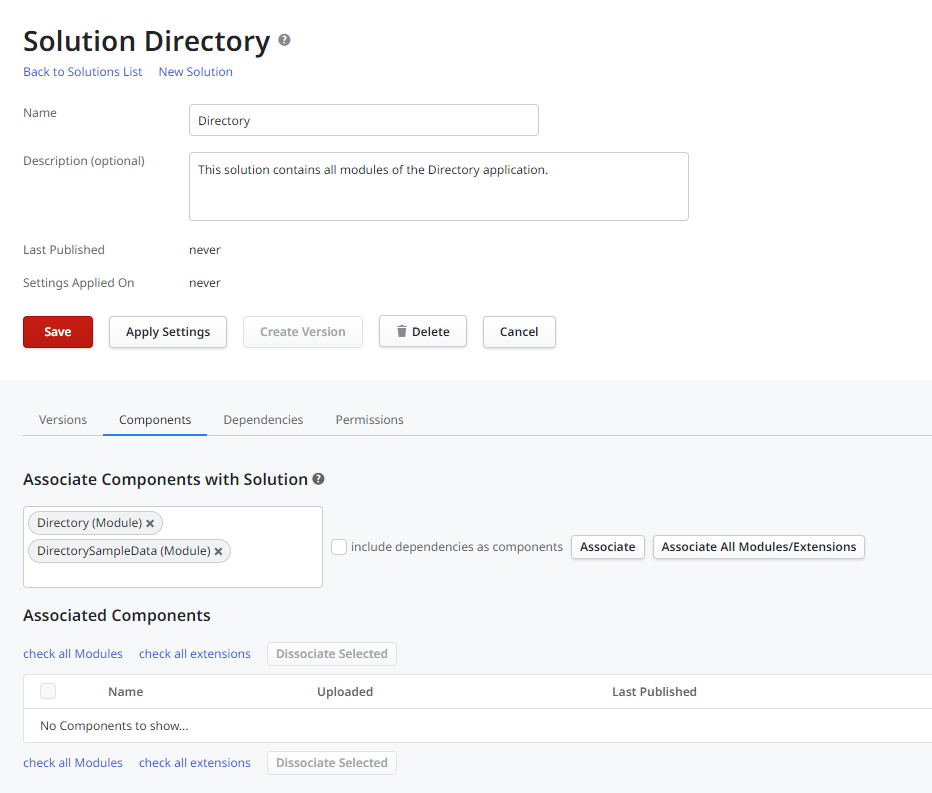 Solution Directory ?
Back to Solutions List New Solution
Name Directory
Description (optional) This solution contains all modules of the Directory application.
Last Published never
Settings Applied On never
Save Apply Settings Create Version Delete Cancel
Versions Components Dependencies Permissions
Associate Components with Solution ?
Directory (Module) ×
DirectorySampleData (Module) ×
include dependencies as components Associate Associate All Modules/Extensions
Associated Components
check all Modules check all extensions Dissociate Selected
Name Uploaded Last Published
No Components to show...
check all Modules check all extensions Dissociate Selected